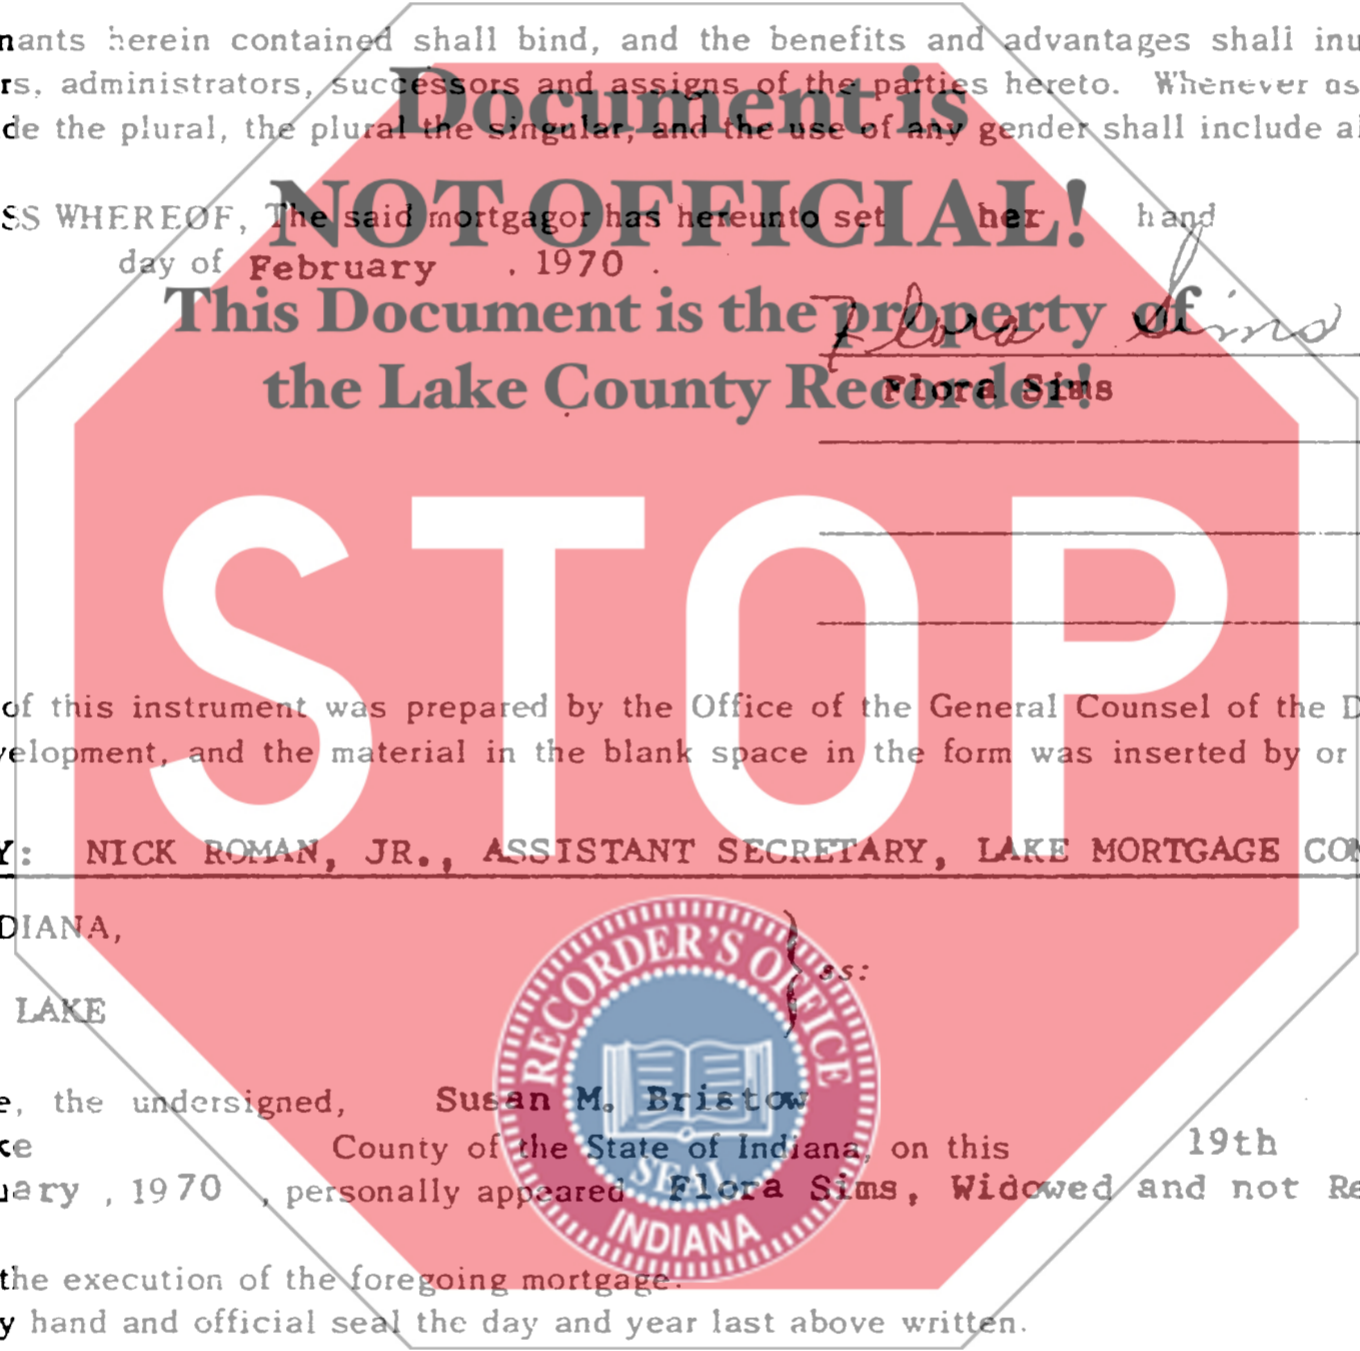 nants herein contained shall bind, and the benefits and advantages shall inu
rs, administrators, successors and assigns of the parties hereto. Whenever us
de the plural, the plural the singular, and the use of any gender shall include al
Document is
NOT OFFICIAL!
SS WHEREOF, The said mortgagor has hereunto set her hand
day of February , 1970 .
This Document is the property of
the Lake County Recorder!
Flora Sims
Flora Sims
STOP
of this instrument was prepared by the Office of the General Counsel of the D
velopment, and the material in the blank space in the form was inserted by or
Y: NICK ROMAN, JR., ASSISTANT SECRETARY, LAKE MORTGAGE COM
DIANA,
ss:
LAKE
RECORDER'S OFFICE
SEAL
INDIANA
e, the undersigned, Susan M. Bristow
ke County of the State of Indiana, on this 19th
uary , 1970 , personally appeared Flora Sims, Widowed and not Re
the execution of the foregoing mortgage.
y hand and official seal the day and year last above written.